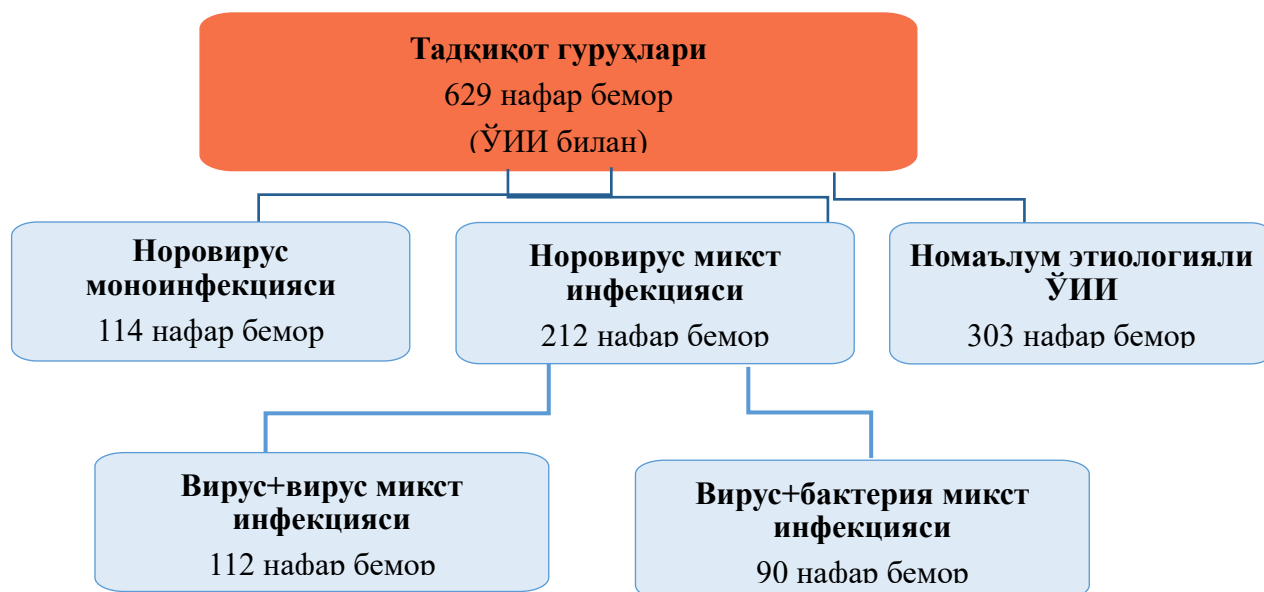 Тадқиқот гуруҳлари
629 нафар бемор
(ЎИИ билан)
Норовирус
моноинфекцияси
114 нафар бемор
Норовирус микст
инфекцияси
212 нафар бемор
Номаълум этиологияли
ЎИИ
303 нафар бемор
Вирус+вирус микст
инфекцияси
112 нафар бемор
Вирус+бактерия микст
инфекцияси
90 нафар бемор